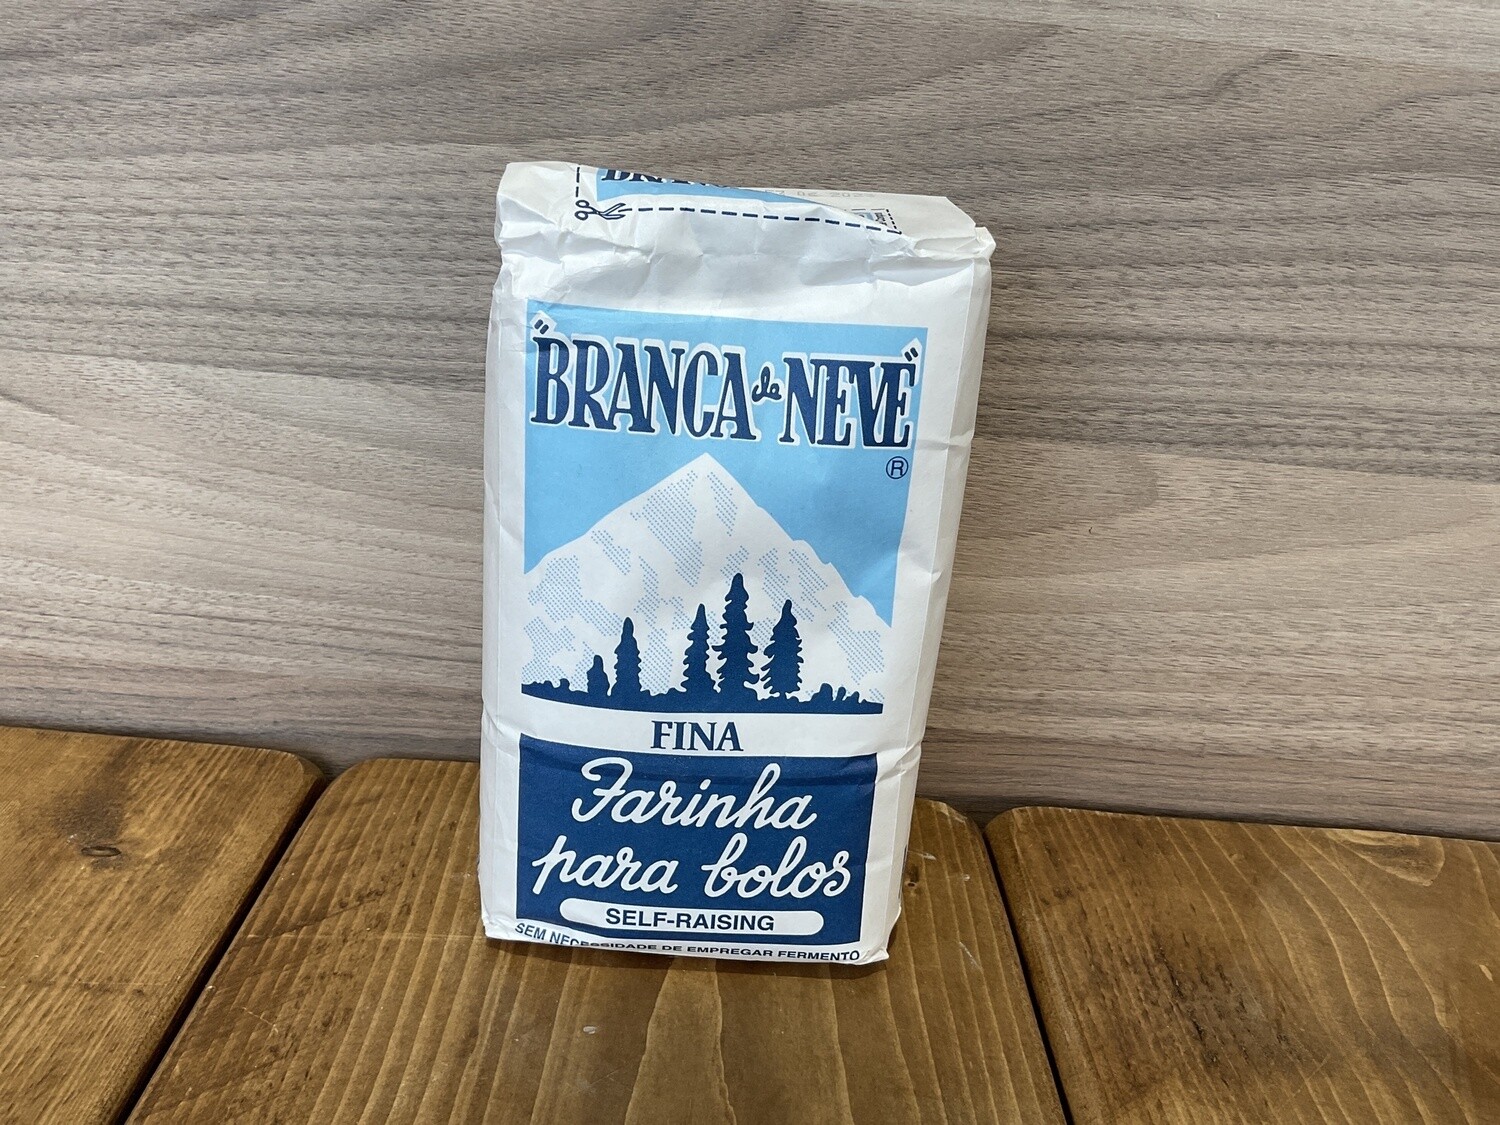 "BRANCA de NEVE"
®
FINA
Farinha
para bolos
SELF-RAISING
SEM NECESSIDADE DE EMPREGAR FERMENTO